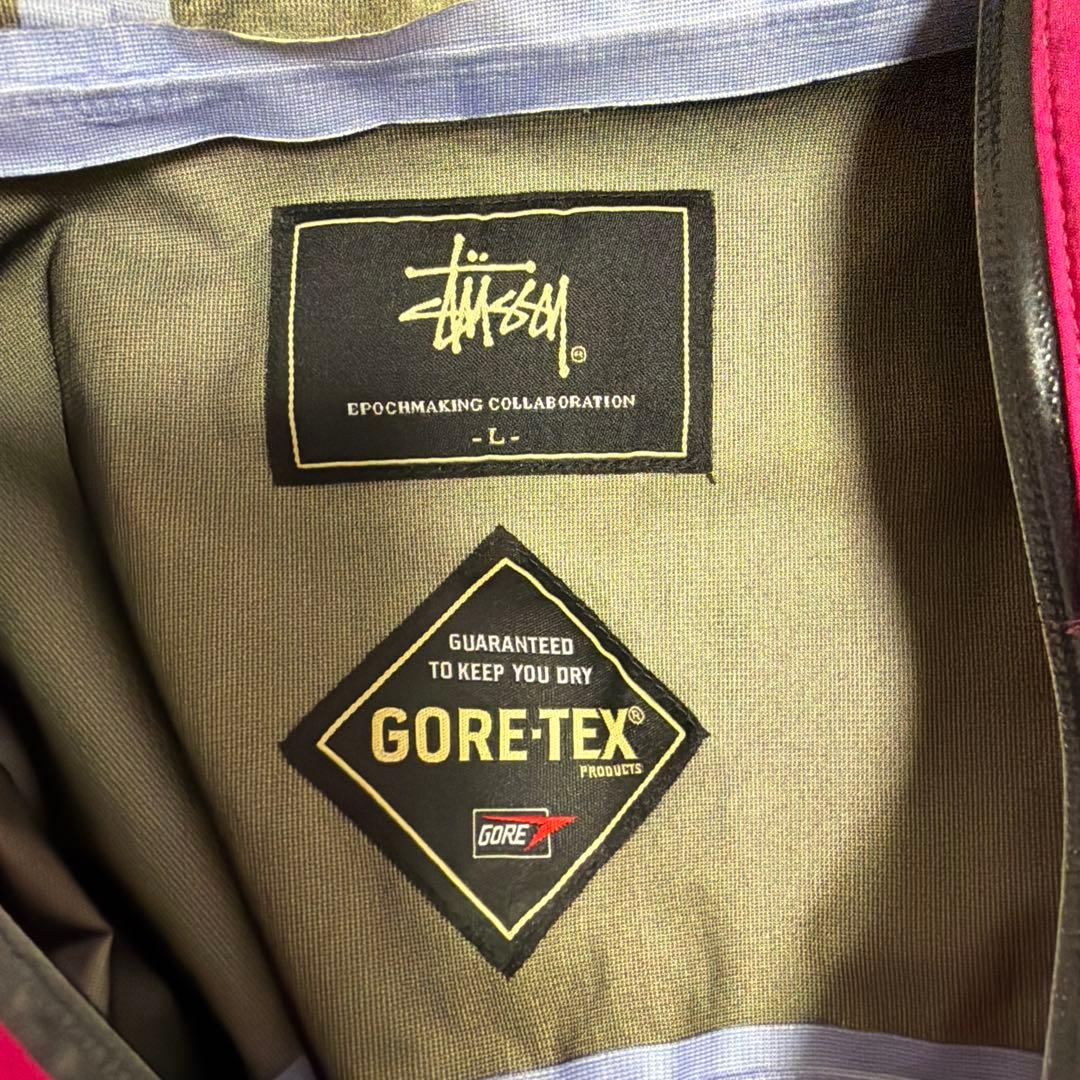 stüssy®
EPOCHMAKING COLLABORATION
- L -
GUARANTEED
TO KEEP YOU DRY
GORE-TEX®
PRODUCTS
GORE